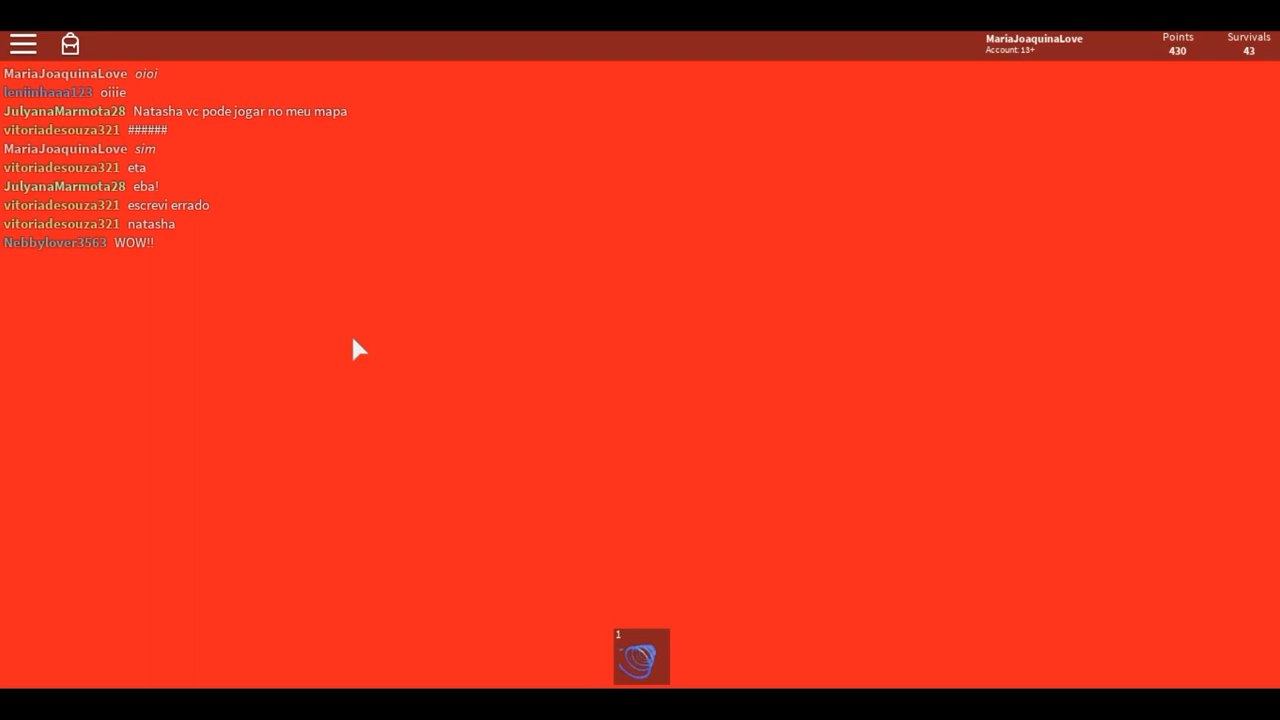 MariaJoaquinaLove
Account: 13+
Points
430
Survivals
43
MariaJoaquinaLove oioi
leniinhaaa123 oiiie
JulyanaMarmota28 Natasha vc pode jogar no meu mapa
vitoriadesouza321 ######
MariaJoaquinaLove sim
vitoriadesouza321 eta
JulyanaMarmota28 eba!
vitoriadesouza321 escrevi errado
vitoriadesouza321 natasha
Nebbylover3563 WOW!!
1